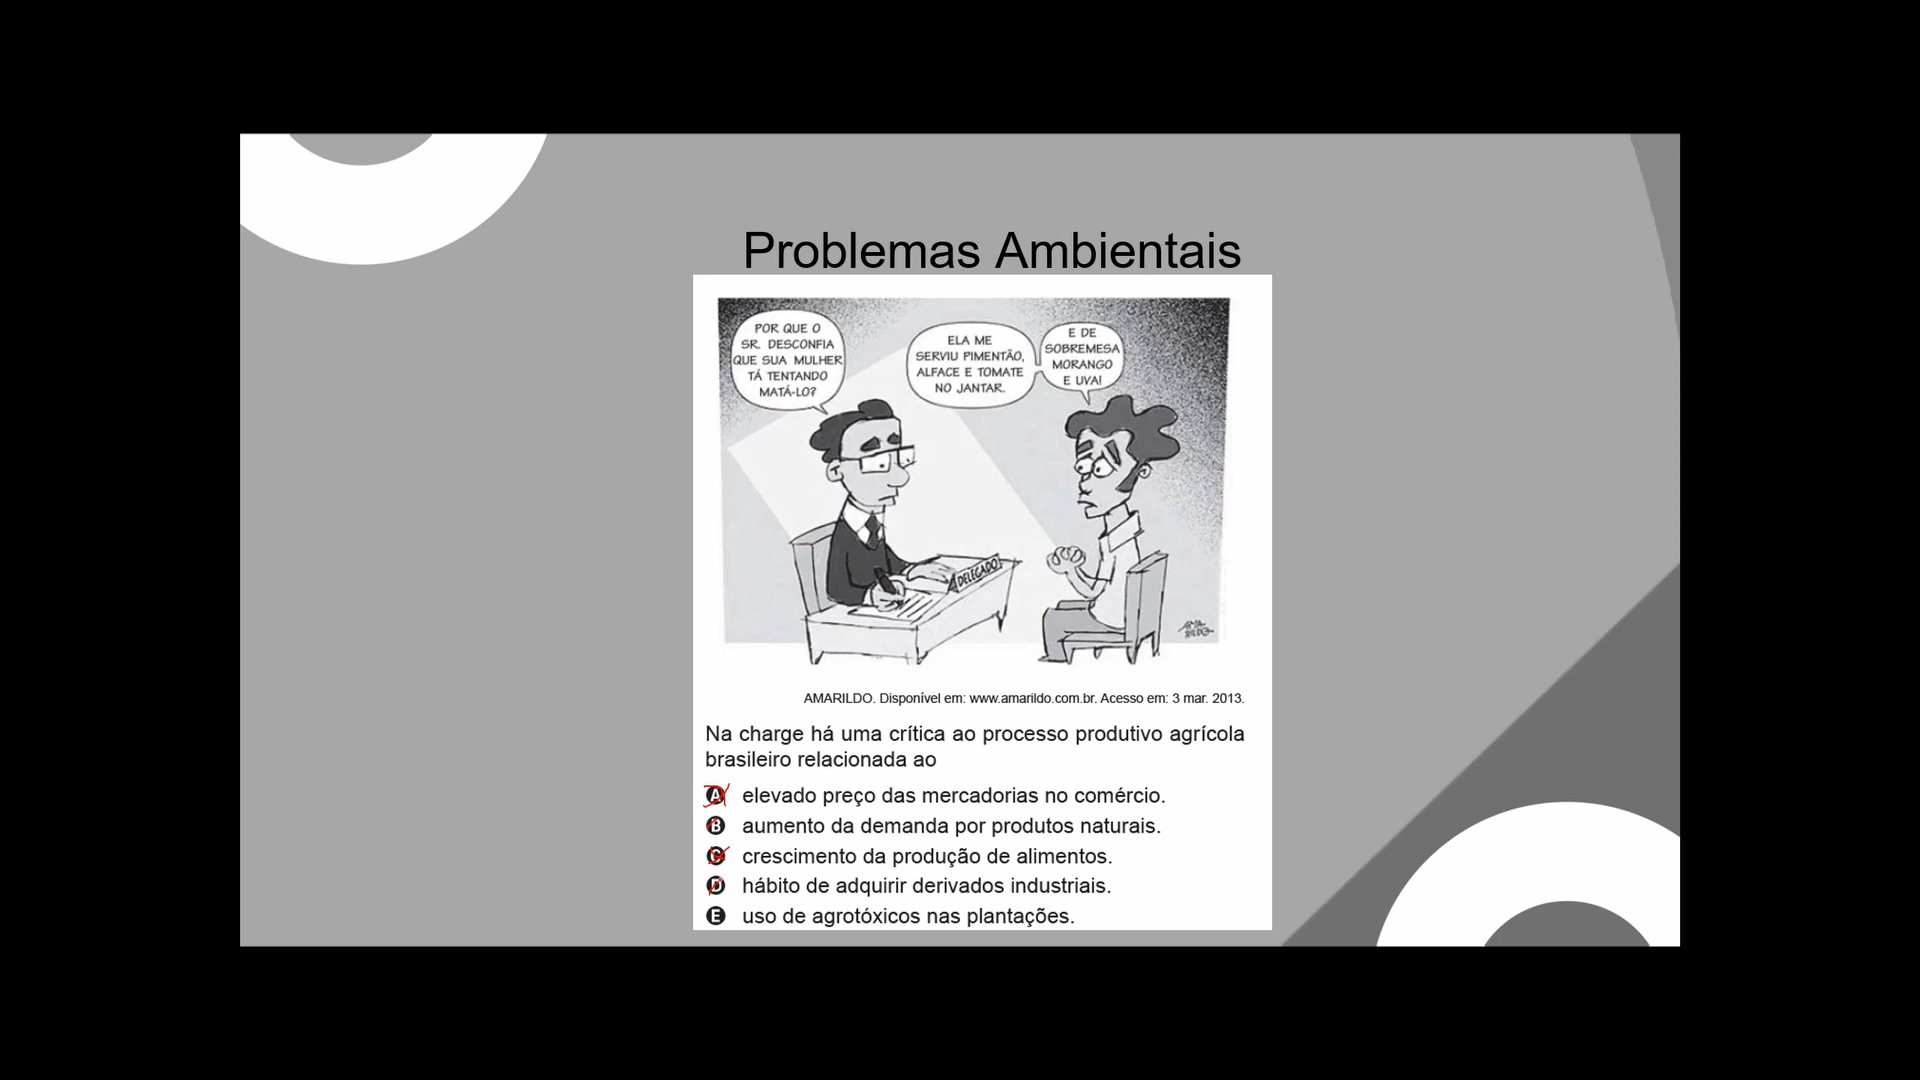 Problemas Ambientais
POR QUE O
SR. DESCONFIA
QUE SUA MULHER
TÁ TENTANDO
MATÁ-LO?
ELA ME
SERVIU PIMENTÃO,
ALFACE E TOMATE
NO JANTAR.
E DE
SOBREMESA
MORANGO
E UVA!
DELEGADO
AMA
RILDO
AMARILDO. Disponível em: www.amarildo.com.br. Acesso em: 3 mar. 2013.
Na charge há uma crítica ao processo produtivo agrícola
brasileiro relacionada ao
A elevado preço das mercadorias no comércio.
B aumento da demanda por produtos naturais.
C crescimento da produção de alimentos.
D hábito de adquirir derivados industriais.
E uso de agrotóxicos nas plantações.